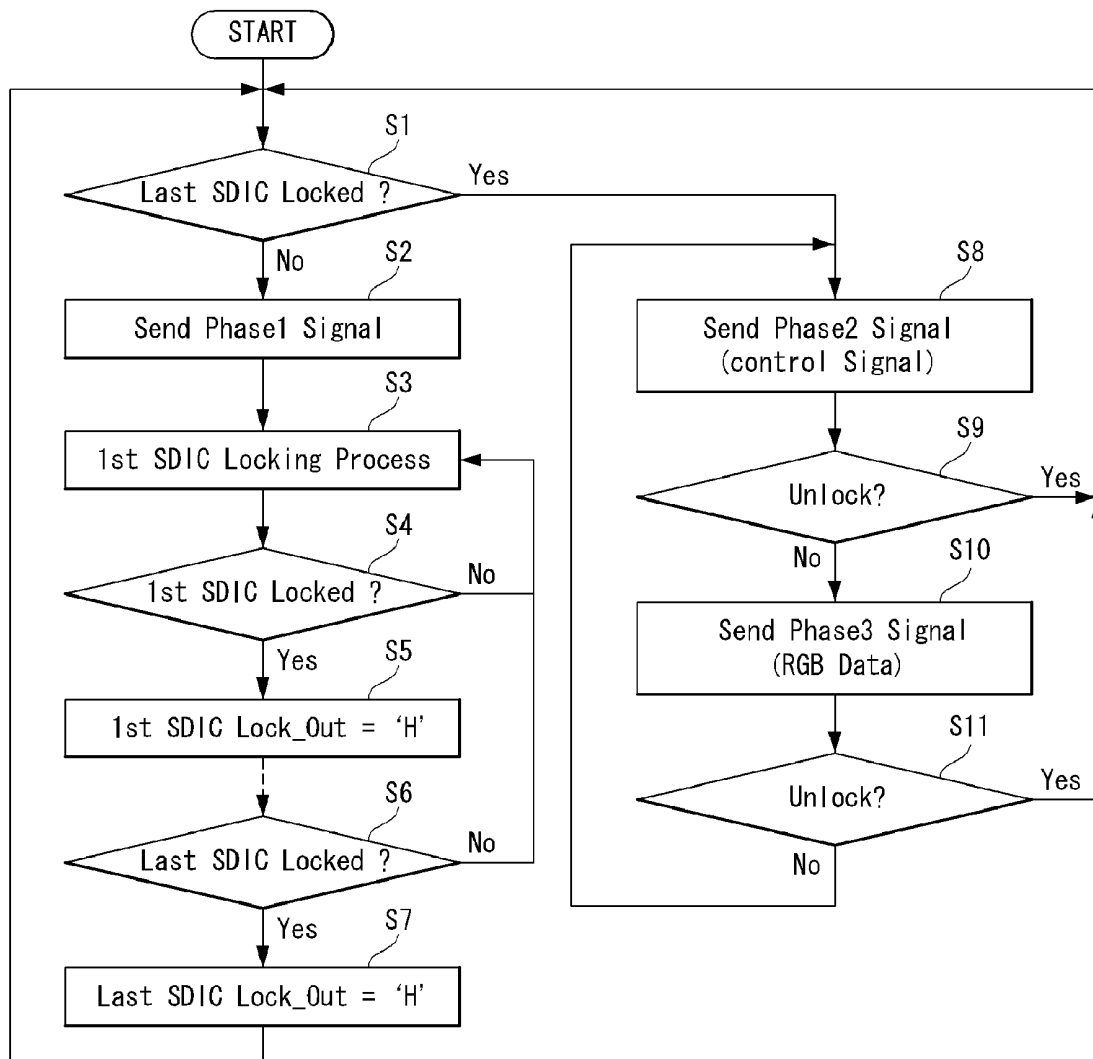 START
S1
Last SDIC Locked ?
Yes
No
S2
Send Phase1 Signal
S3
1st SDIC Locking Process
S4
1st SDIC Locked ?
No
Yes
S5
1st SDIC Lock_Out = ‘H’
S6
Last SDIC Locked ?
No
Yes
S7
Last SDIC Lock_Out = ‘H’
S8
Send Phase2 Signal
(control Signal)
S9
Unlock?
Yes
No
S10
Send Phase3 Signal
(RGB Data)
S11
Unlock?
Yes
No